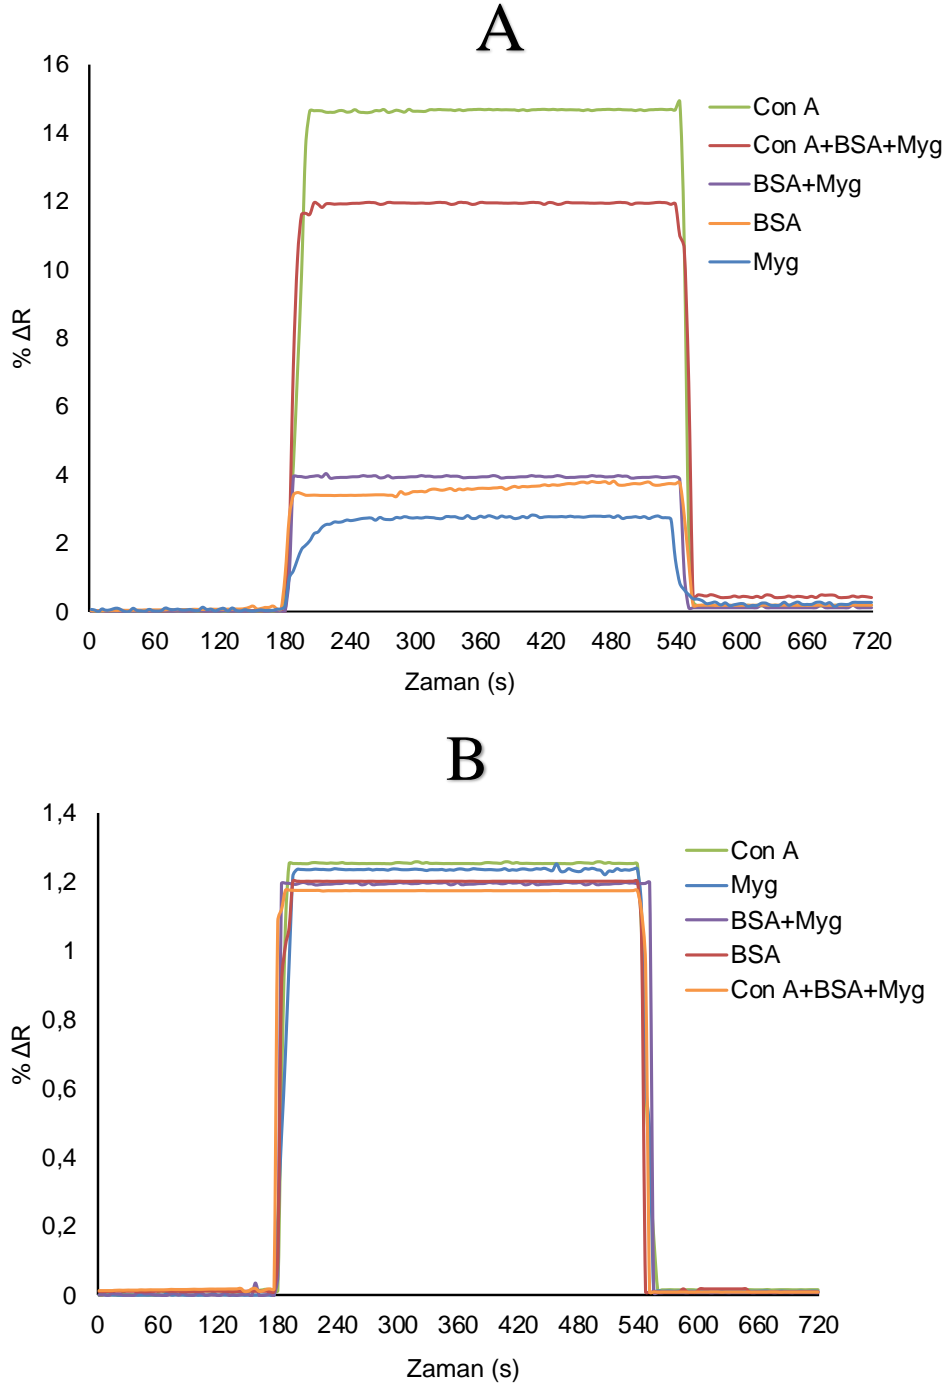 A
16
14
12
10
8
6
4
2
0
% ΔR
Con A
Con A+BSA+Myg
BSA+Myg
BSA
Myg
0 60 120 180 240 300 360 420 480 540 600 660 720
Zaman (s)
B
1,4
1,2
1
0,8
0,6
0,4
0,2
0
% ΔR
Con A
Myg
BSA+Myg
BSA
Con A+BSA+Myg
0 60 120 180 240 300 360 420 480 540 600 660 720
Zaman (s)